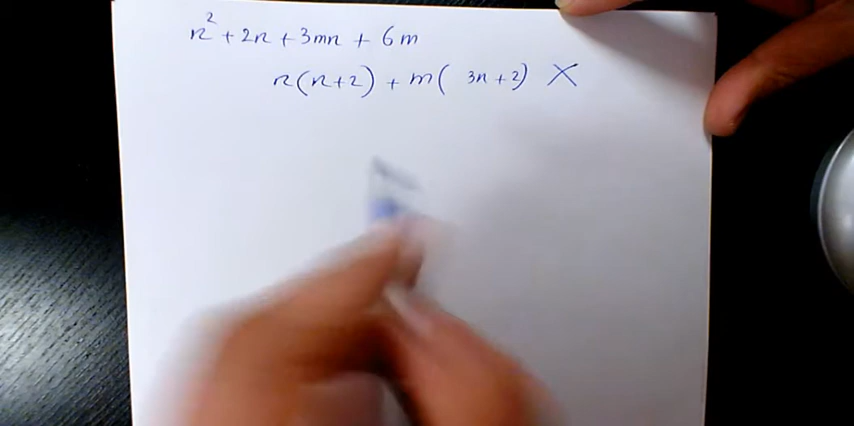 n² + 2n + 3mn + 6m
n(n+2) + m( 3n + 2) X